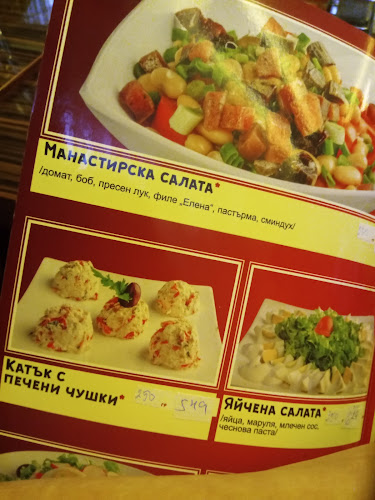 МАНАСТИРСКА САЛАТА*
/домат, боб, пресен лук, филе „Елена", пастърма, сминдух/
КАТЪК С
ПЕЧЕНИ ЧУШКИ*
290 5,49
ЯЙЧЕНА САЛАТА*
/яйца, маруля, млечен сос,
чеснова паста/